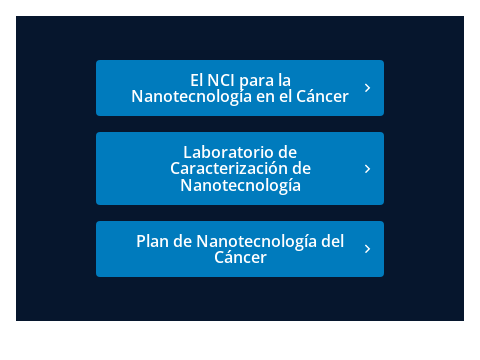 El NCI para la
Nanotecnología en el Cáncer
Laboratorio de
Caracterización de
Nanotecnología
Plan de Nanotecnología del
Cáncer